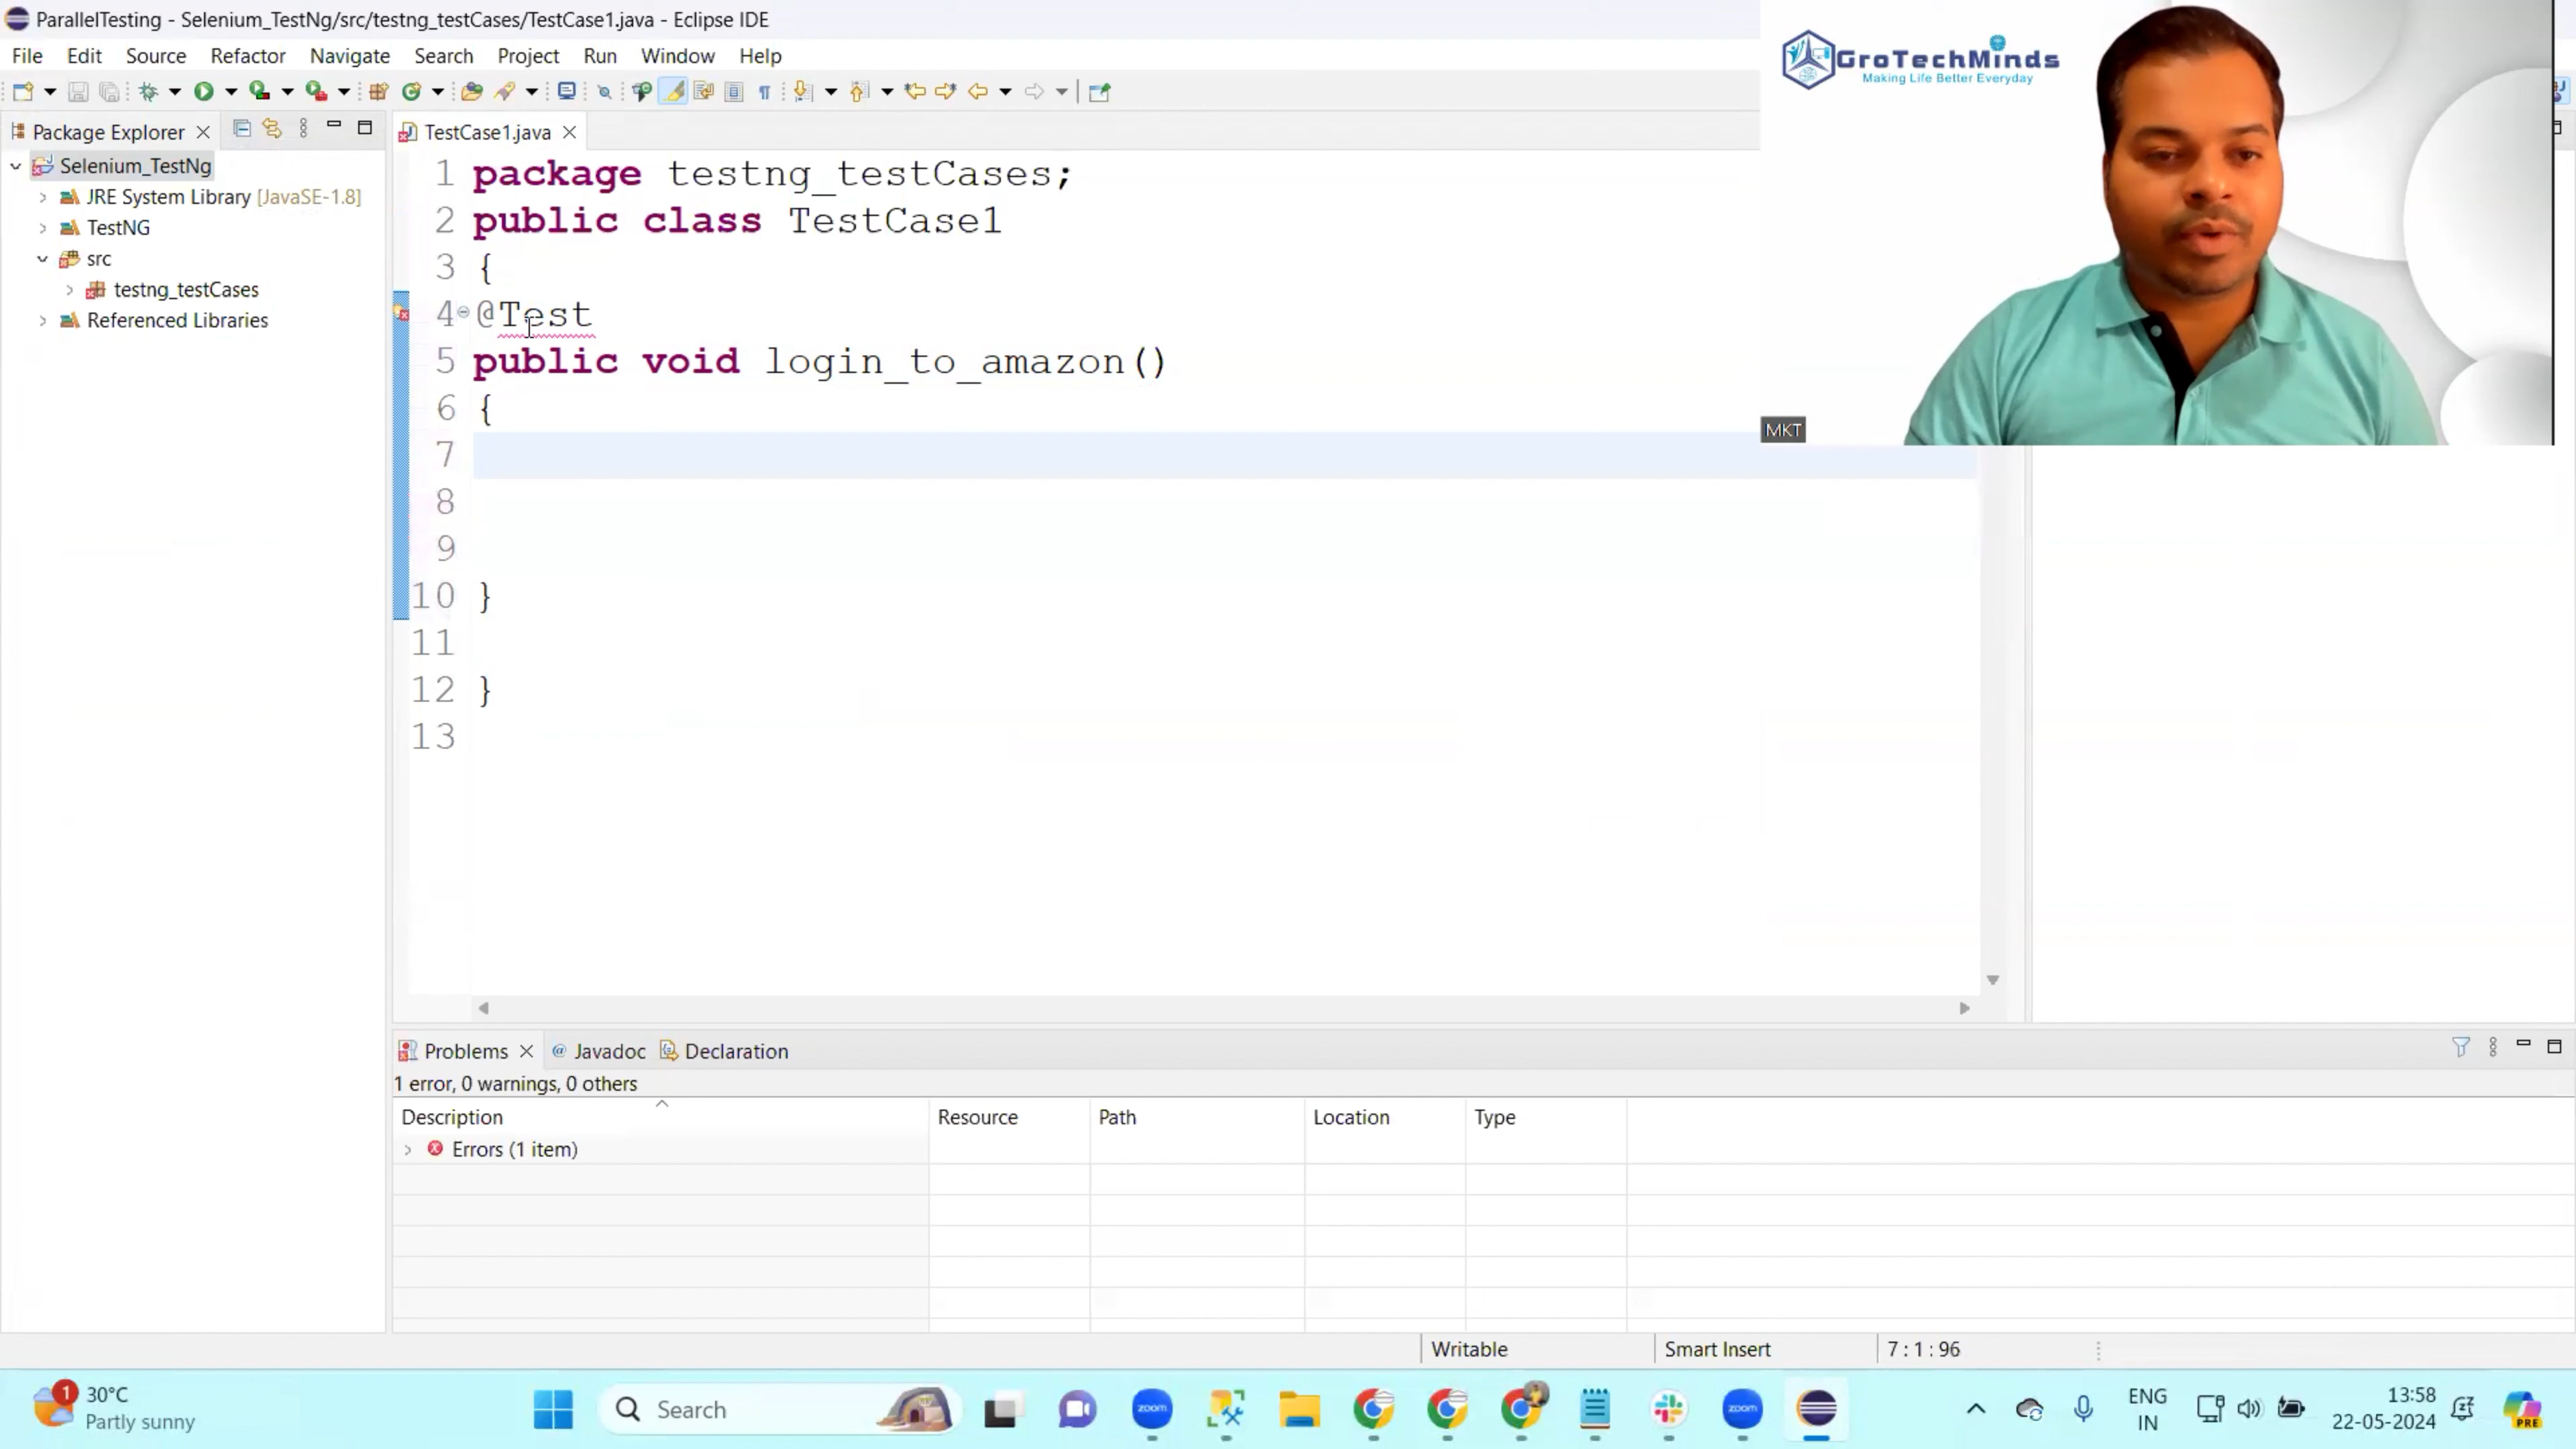 ParallelTesting - Selenium_TestNg/src/testng_testCases/TestCase1.java - Eclipse IDE
File Edit Source Refactor Navigate Search Project Run Window Help
GroTechMinds
Making Life Better Everyday
MKT
Package Explorer
Selenium_TestNg
JRE System Library [JavaSE-1.8]
TestNG
src
testng_testCases
Referenced Libraries
TestCase1.java
1 package testng_testCases;
2 public class TestCase1
3 {
4 @Test
5 public void login_to_amazon()
6 {
7
8
9
10 }
11
12 }
13
Problems Javadoc Declaration
1 error, 0 warnings, 0 others
Description Resource Path Location Type
Errors (1 item)
Writable Smart Insert 7 : 1 : 96
1
30°C
Partly sunny
Search
zoom
zoom
ENG
IN
13:58
22-05-2024
PRE